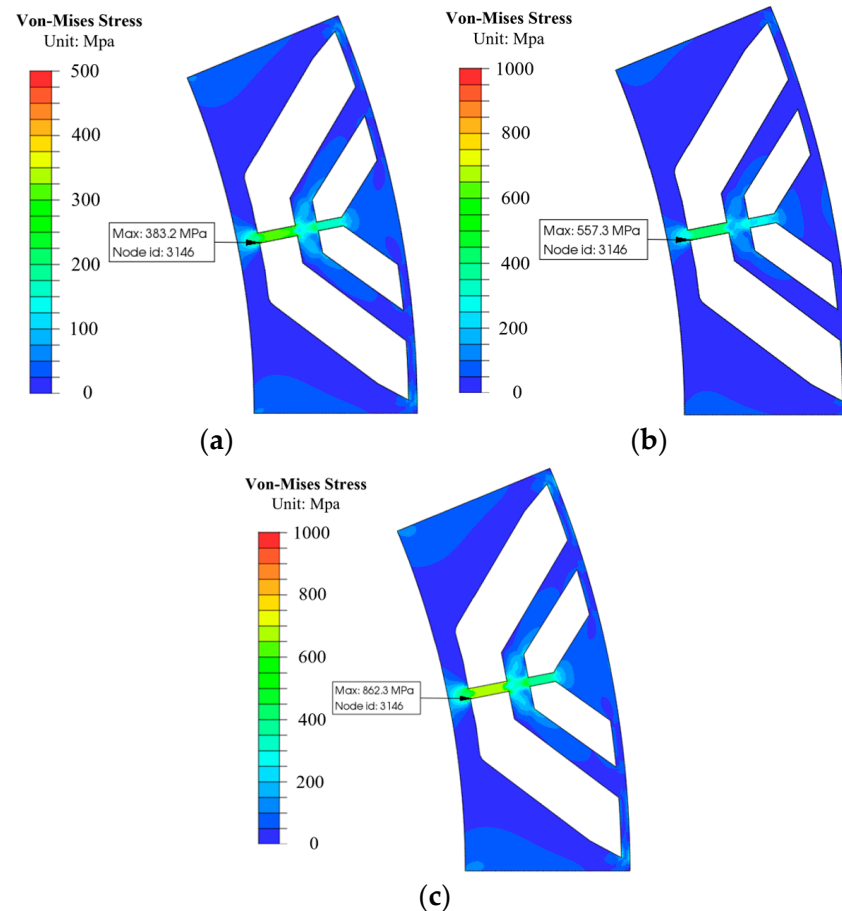 Von-Mises Stress
Unit: Mpa
500
400
300
200
100
0
Max: 383.2 MPa
Node id: 3146
(a)
Von-Mises Stress
Unit: Mpa
1000
800
600
400
200
0
Max: 557.3 MPa
Node id: 3146
(b)
Von-Mises Stress
Unit: Mpa
1000
800
600
400
200
0
Max: 862.3 MPa
Node id: 3146
(c)